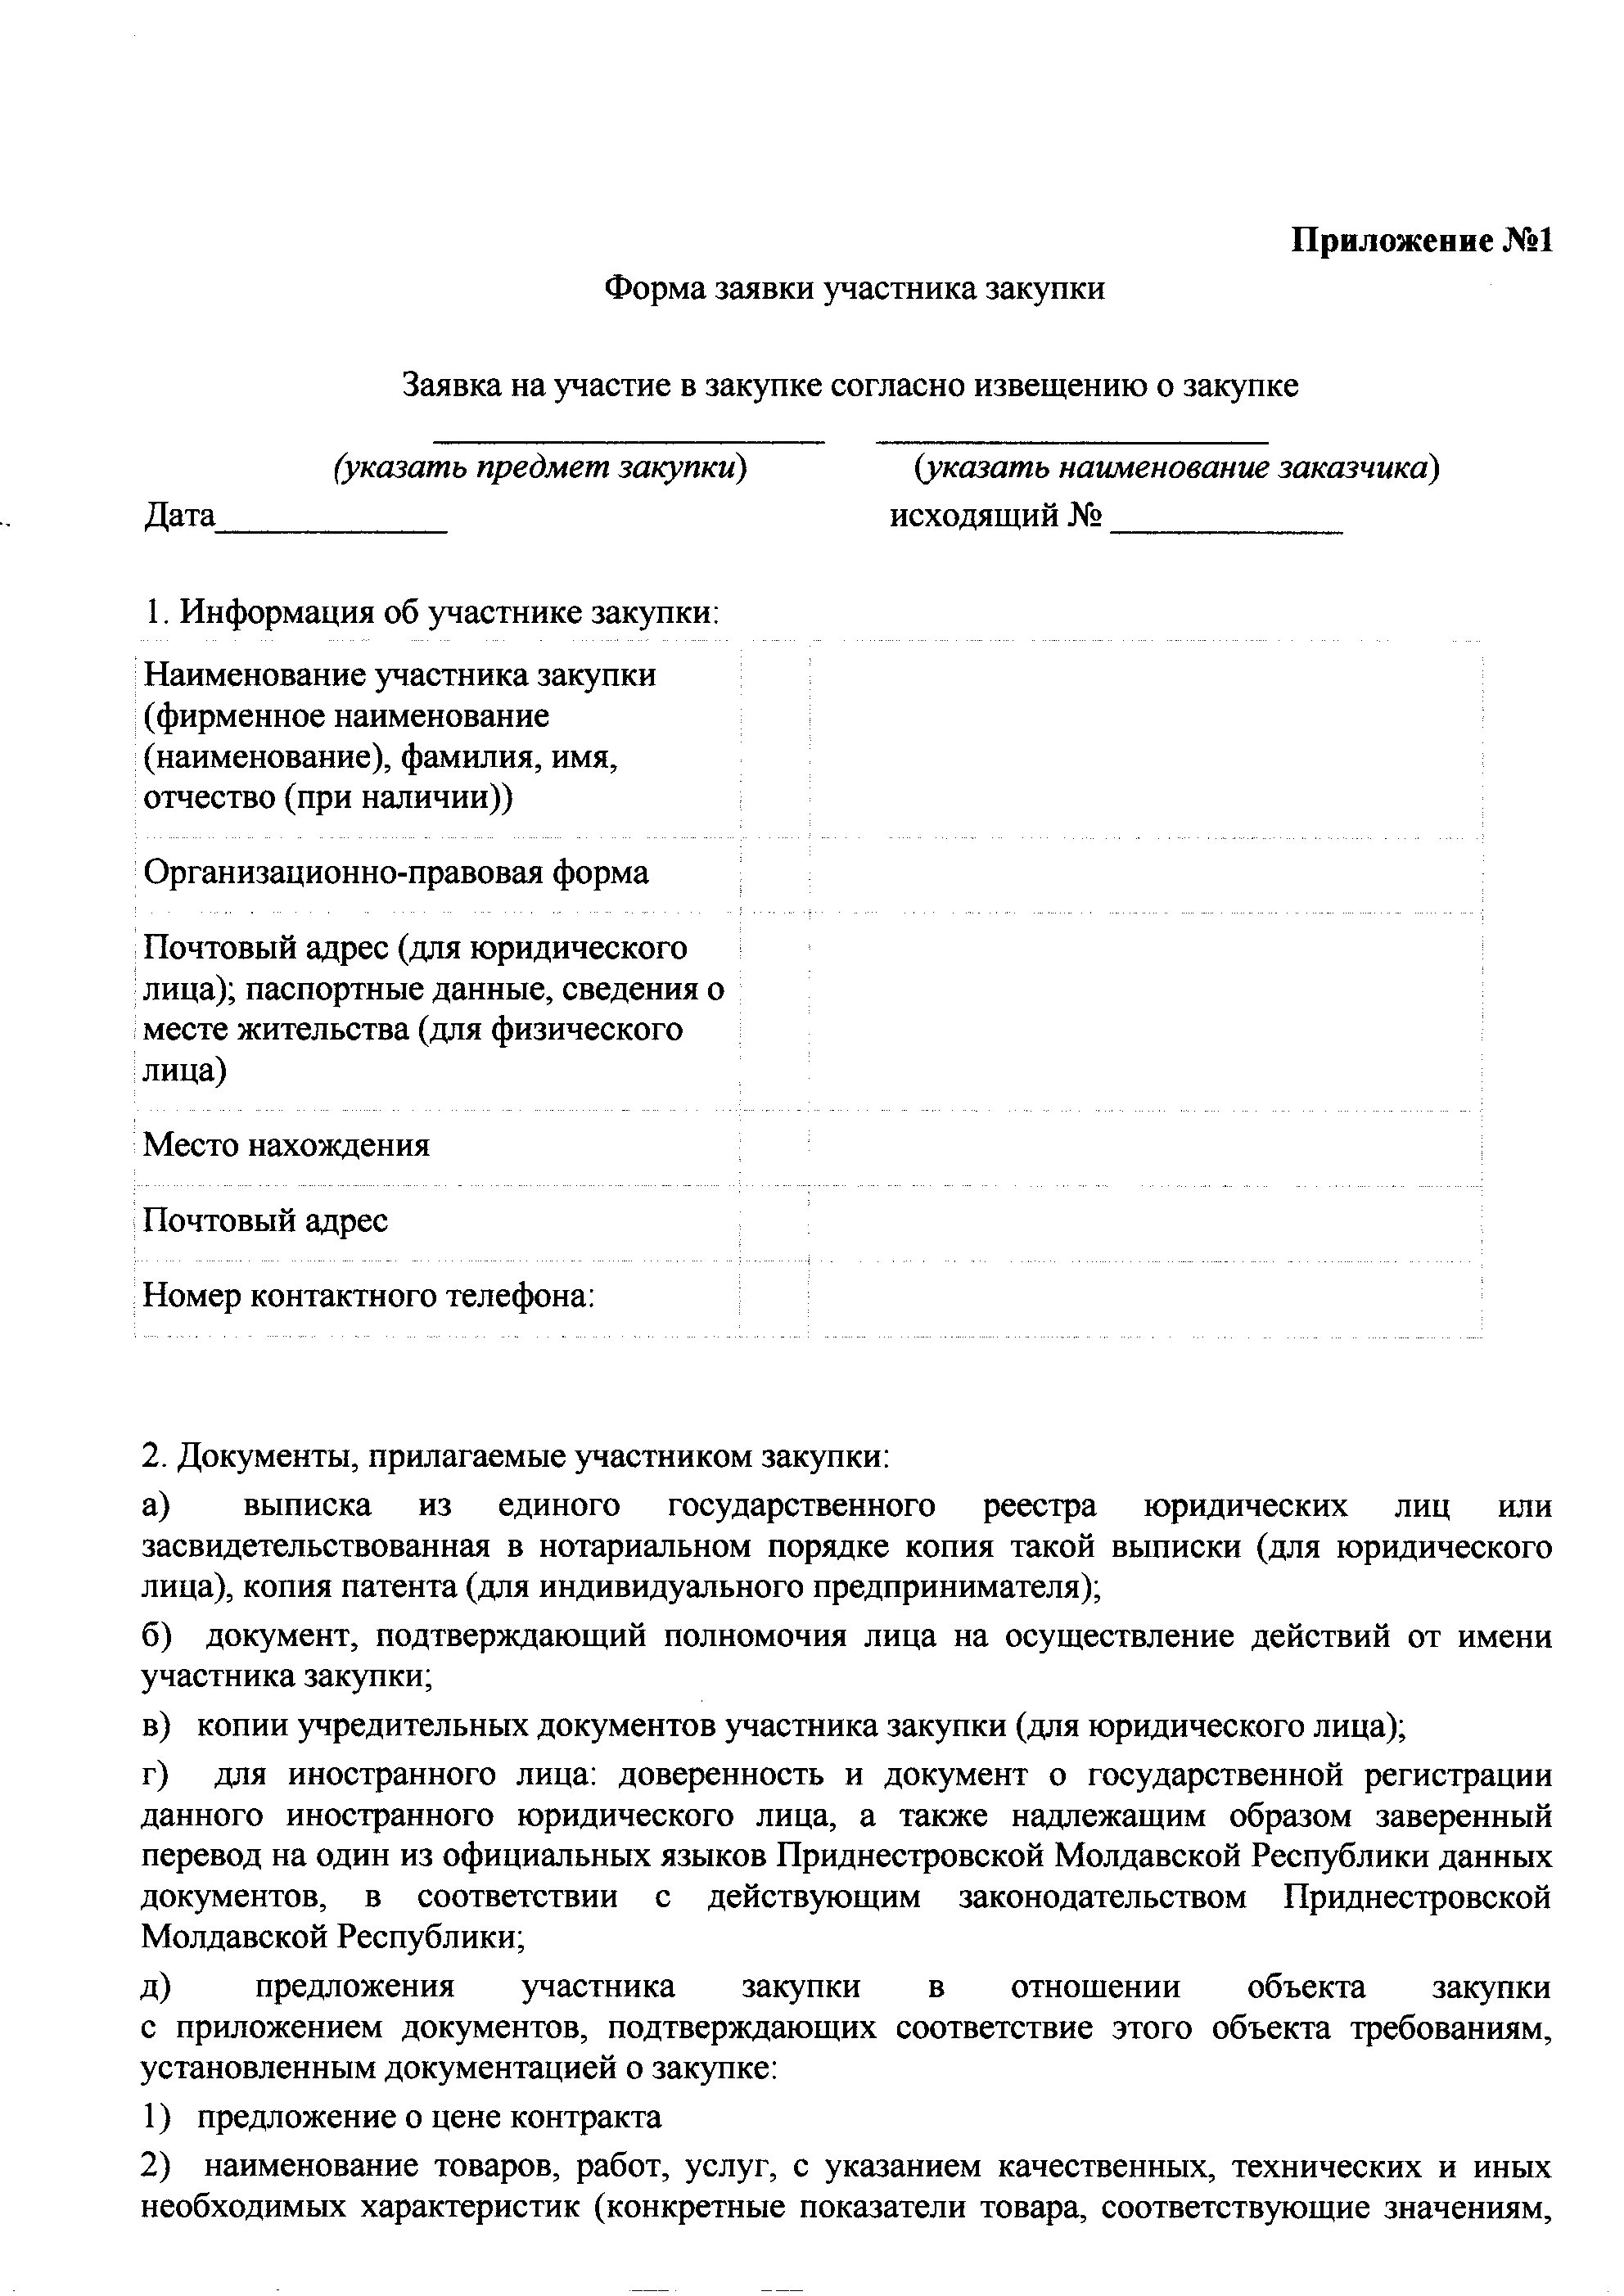 Приложение №1
Форма заявки участника закупки
Заявка на участие в закупке согласно извещению о закупке
(указать предмет закупки) (указать наименование заказчика)
Дата______________ исходящий № ______________
1. Информация об участнике закупки:
Наименование участника закупки
(фирменное наименование
(наименование), фамилия, имя,
отчество (при наличии))
Организационно-правовая форма
Почтовый адрес (для юридического
лица); паспортные данные, сведения о
месте жительства (для физического
лица)
Место нахождения
Почтовый адрес
Номер контактного телефона:
2. Документы, прилагаемые участником закупки:
а) выписка из единого государственного реестра юридических лиц или
засвидетельствованная в нотариальном порядке копия такой выписки (для юридического
лица), копия патента (для индивидуального предпринимателя);
б) документ, подтверждающий полномочия лица на осуществление действий от имени
участника закупки;
в) копии учредительных документов участника закупки (для юридического лица);
г) для иностранного лица: доверенность и документ о государственной регистрации
данного иностранного юридического лица, а также надлежащим образом заверенный
перевод на один из официальных языков Приднестровской Молдавской Республики данных
документов, в соответствии с действующим законодательством Приднестровской
Молдавской Республики;
д) предложения участника закупки в отношении объекта закупки
с приложением документов, подтверждающих соответствие этого объекта требованиям,
установленным документацией о закупке:
1) предложение о цене контракта
2) наименование товаров, работ, услуг, с указанием качественных, технических и иных
необходимых характеристик (конкретные показатели товара, соответствующие значениям,